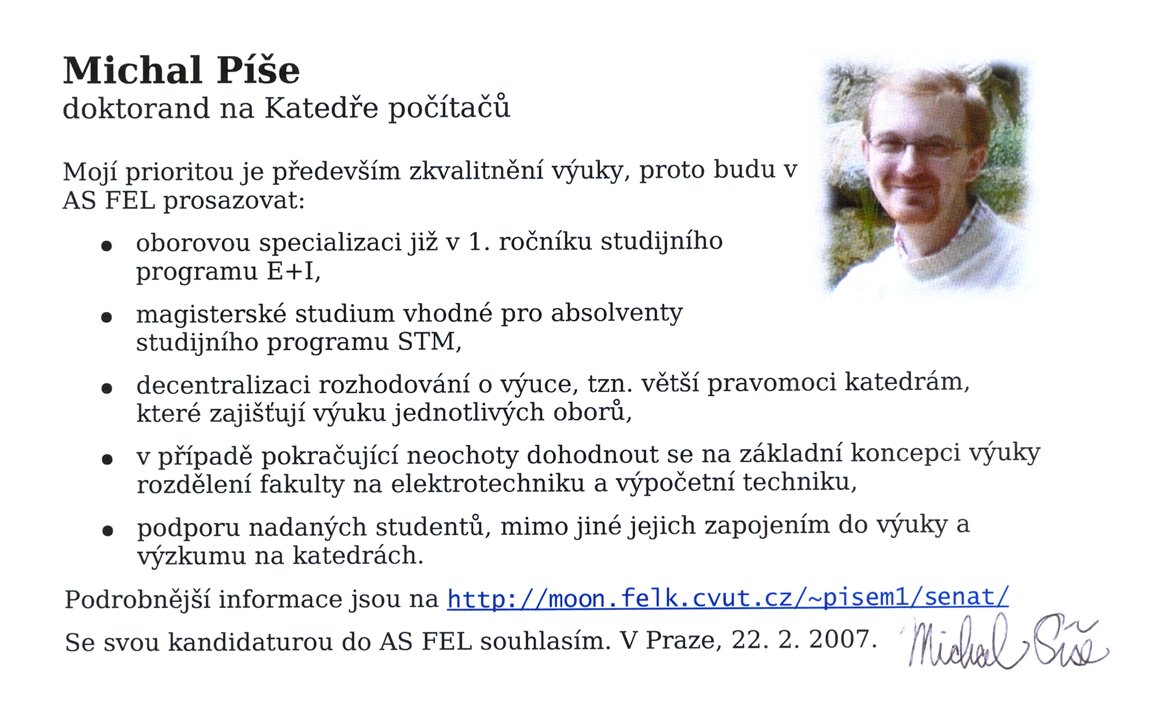 Michal Píše
doktorand na Katedře počítačů
Mojí prioritou je především zkvalitnění výuky, proto budu v
AS FEL prosazovat:
• oborovou specializaci již v 1. ročníku studijního
programu E+I,
• magisterské studium vhodné pro absolventy
studijního programu STM,
• decentralizaci rozhodování o výuce, tzn. větší pravomoci katedrám,
které zajišťují výuku jednotlivých oborů,
• v případě pokračující neochoty dohodnout se na základní koncepci výuky
rozdělení fakulty na elektrotechniku a výpočetní techniku,
• podporu nadaných studentů, mimo jiné jejich zapojením do výuky a
výzkumu na katedrách.
Podrobnější informace jsou na http://moon.felk.cvut.cz/~pisem1/senat/
Se svou kandidaturou do AS FEL souhlasím. V Praze, 22. 2. 2007. Michal Píše